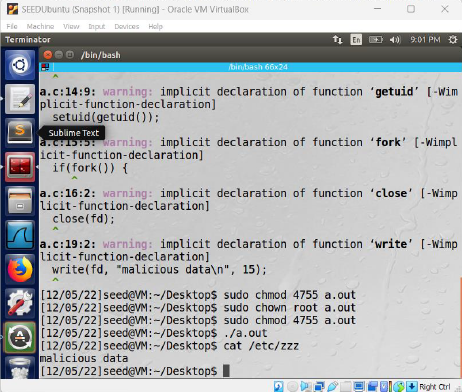 SEEDUbuntu (Snapshot 1) [Running] - Oracle VM VirtualBox
File Machine View Input Devices Help
Terminator En 9:01 PM
/bin/bash
/bin/bash 66x24
^
a.c:14:9: warning: implicit declaration of function ‘getuid’ [-Wim
plicit-function-declaration]
setuid(getuid());
^
Sublime Text
a.c:15:5: warning: implicit declaration of function ‘fork’ [-Wimpl
icit-function-declaration]
if(fork()) {
^
a.c:16:2: warning: implicit declaration of function ‘close’ [-Wimp
licit-function-declaration]
close(fd);
^
a.c:19:2: warning: implicit declaration of function ‘write’ [-Wimp
licit-function-declaration]
write(fd, "malicious data\n", 15);
^
[12/05/22]seed@VM:~/Desktop$ sudo chmod 4755 a.out
[12/05/22]seed@VM:~/Desktop$ sudo chown root a.out
[12/05/22]seed@VM:~/Desktop$ sudo chmod 4755 a.out
[12/05/22]seed@VM:~/Desktop$ ./a.out
[12/05/22]seed@VM:~/Desktop$ cat /etc/zzz
malicious data
[12/05/22]seed@VM:~/Desktop$
Right Ctrl